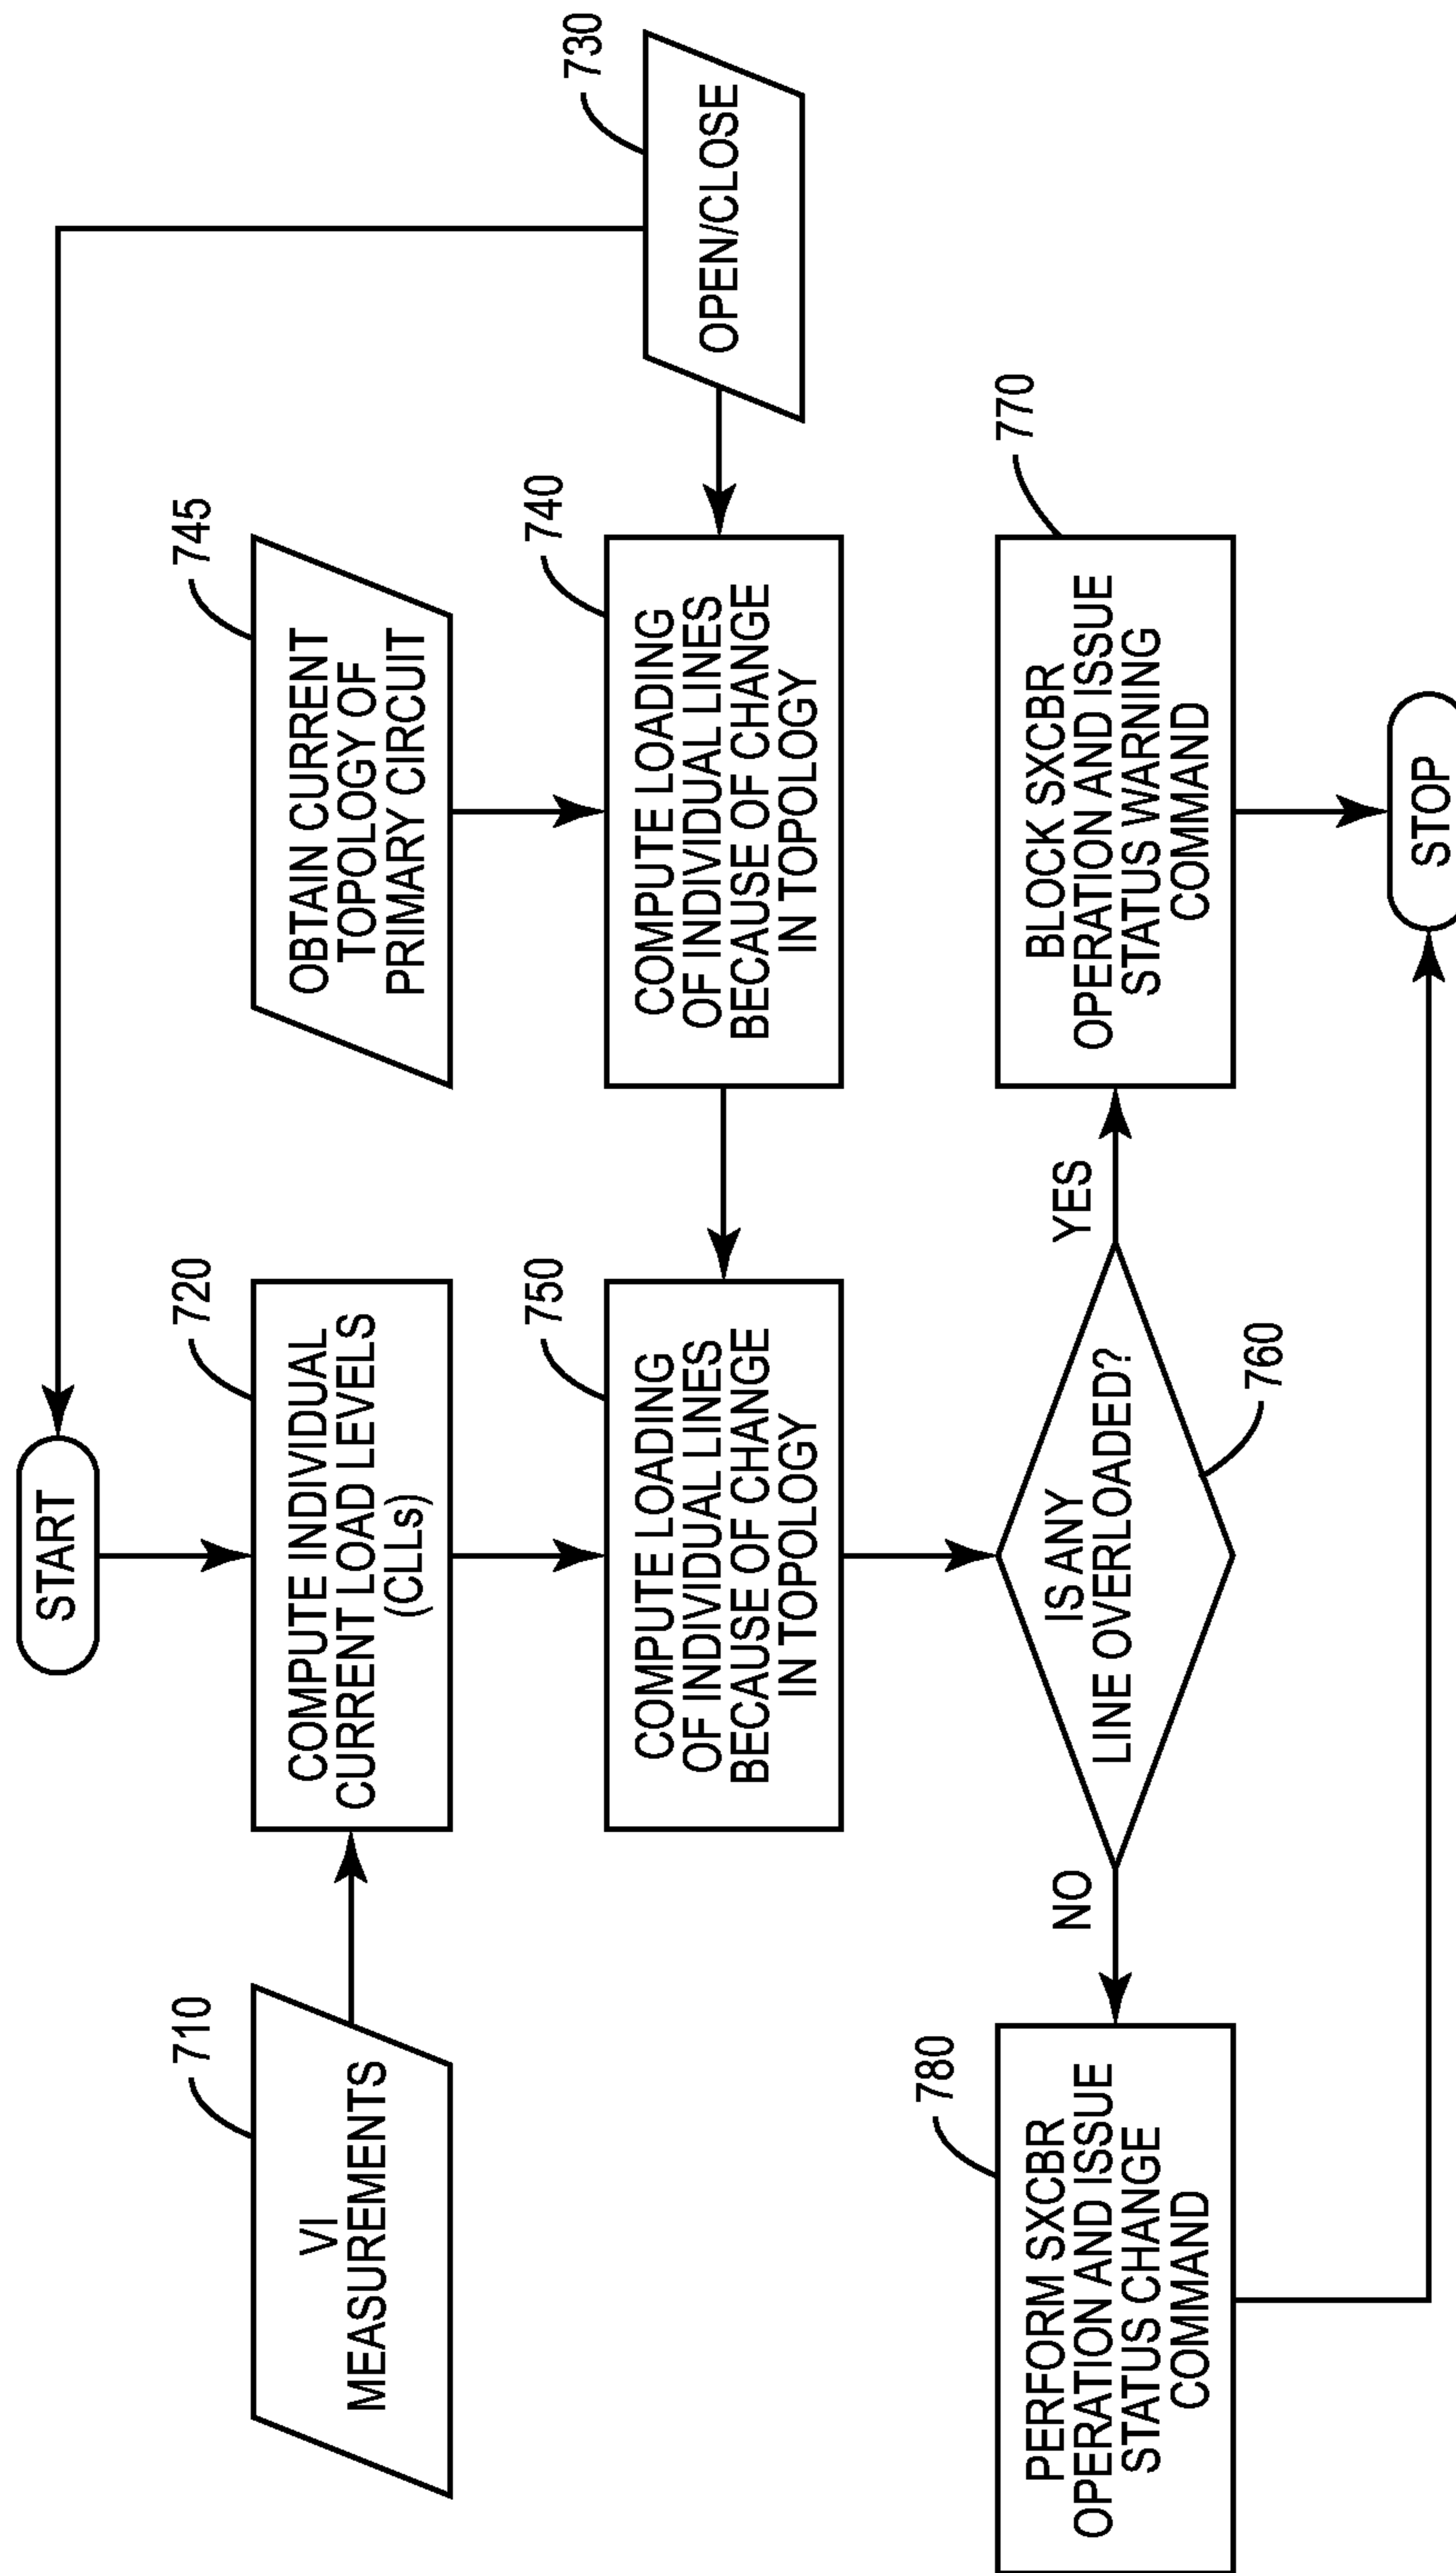 START
710
VI
MEASUREMENTS
720
COMPUTE INDIVIDUAL
CURRENT LOAD LEVELS
(CLLs)
745
OBTAIN CURRENT
TOPOLOGY OF
PRIMARY CIRCUIT
750
COMPUTE LOADING
OF INDIVIDUAL LINES
BECAUSE OF CHANGE
IN TOPOLOGY
740
COMPUTE LOADING
OF INDIVIDUAL LINES
BECAUSE OF CHANGE
IN TOPOLOGY
730
OPEN/CLOSE
780
PERFORM SXCBR
OPERATION AND ISSUE
STATUS CHANGE
COMMAND
NO
IS ANY
LINE OVERLOADED?
760
YES
770
BLOCK SXCBR
OPERATION AND ISSUE
STATUS WARNING
COMMAND
STOP